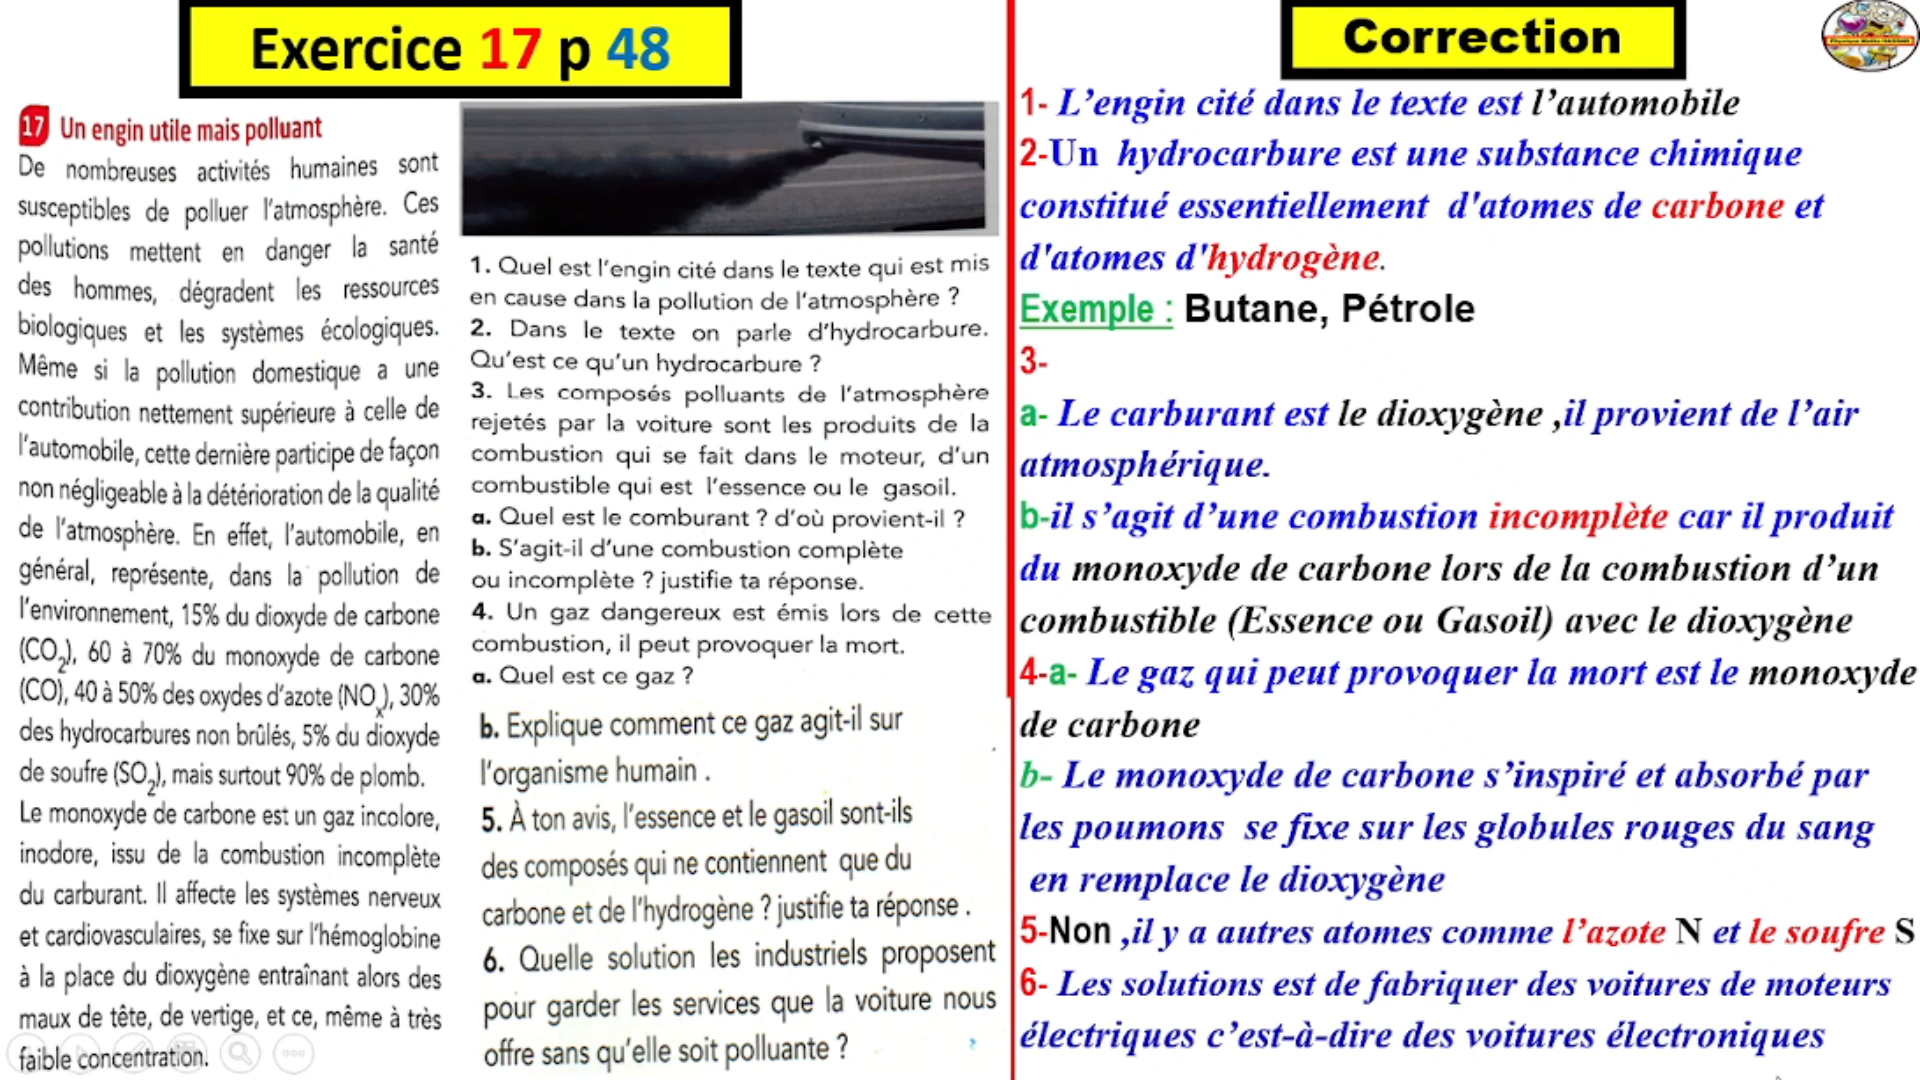 Exercice 17 p 48
17 Un engin utile mais polluant
De nombreuses activités humaines sont
susceptibles de polluer l'atmosphère. Ces
pollutions mettent en danger la santé
des hommes, dégradent les ressources
biologiques et les systèmes écologiques.
Même si la pollution domestique a une
contribution nettement supérieure à celle de
l'automobile, cette dernière participe de façon
non négligeable à la détérioration de la qualité
de l'atmosphère. En effet, l'automobile, en
général, représente, dans la pollution de
l'environnement, 15% du dioxyde de carbone
(CO₂), 60 à 70% du monoxyde de carbone
(CO), 40 à 50% des oxydes d'azote (NOₓ), 30%
des hydrocarbures non brûlés, 5% du dioxyde
de soufre (SO₂), mais surtout 90% de plomb.
Le monoxyde de carbone est un gaz incolore,
inodore, issu de la combustion incomplète
du carburant. Il affecte les systèmes nerveux
et cardiovasculaires, se fixe sur l'hémoglobine
à la place du dioxygène entraînant alors des
maux de tête, de vertige, et ce, même à très
faible concentration.
1. Quel est l'engin cité dans le texte qui est mis
en cause dans la pollution de l'atmosphère ?
2. Dans le texte on parle d'hydrocarbure.
Qu'est ce qu'un hydrocarbure ?
3. Les composés polluants de l'atmosphère
rejetés par la voiture sont les produits de la
combustion qui se fait dans le moteur, d'un
combustible qui est l'essence ou le gasoil.
a. Quel est le comburant ? d'où provient-il ?
b. S'agit-il d'une combustion complète
ou incomplète ? justifie ta réponse.
4. Un gaz dangereux est émis lors de cette
combustion, il peut provoquer la mort.
a. Quel est ce gaz ?
b. Explique comment ce gaz agit-il sur
l'organisme humain .
5. À ton avis, l'essence et le gasoil sont-ils
des composés qui ne contiennent que du
carbone et de l'hydrogène ? justifie ta réponse .
6. Quelle solution les industriels proposent
pour garder les services que la voiture nous
offre sans qu'elle soit polluante ?
Correction
1- L'engin cité dans le texte est l'automobile
2-Un hydrocarbure est une substance chimique
constitué essentiellement d'atomes de carbone et
d'atomes d'hydrogène.
Exemple : Butane, Pétrole
3-
a- Le carburant est le dioxygène ,il provient de l'air
atmosphérique.
b-il s'agit d'une combustion incomplète car il produit
du monoxyde de carbone lors de la combustion d'un
combustible (Essence ou Gasoil) avec le dioxygène
4-a- Le gaz qui peut provoquer la mort est le monoxyde
de carbone
b- Le monoxyde de carbone s'inspiré et absorbé par
les poumons se fixe sur les globules rouges du sang
en remplace le dioxygène
5-Non ,il y a autres atomes comme l'azote N et le soufre S
6- Les solutions est de fabriquer des voitures de moteurs
électriques c'est-à-dire des voitures électroniques